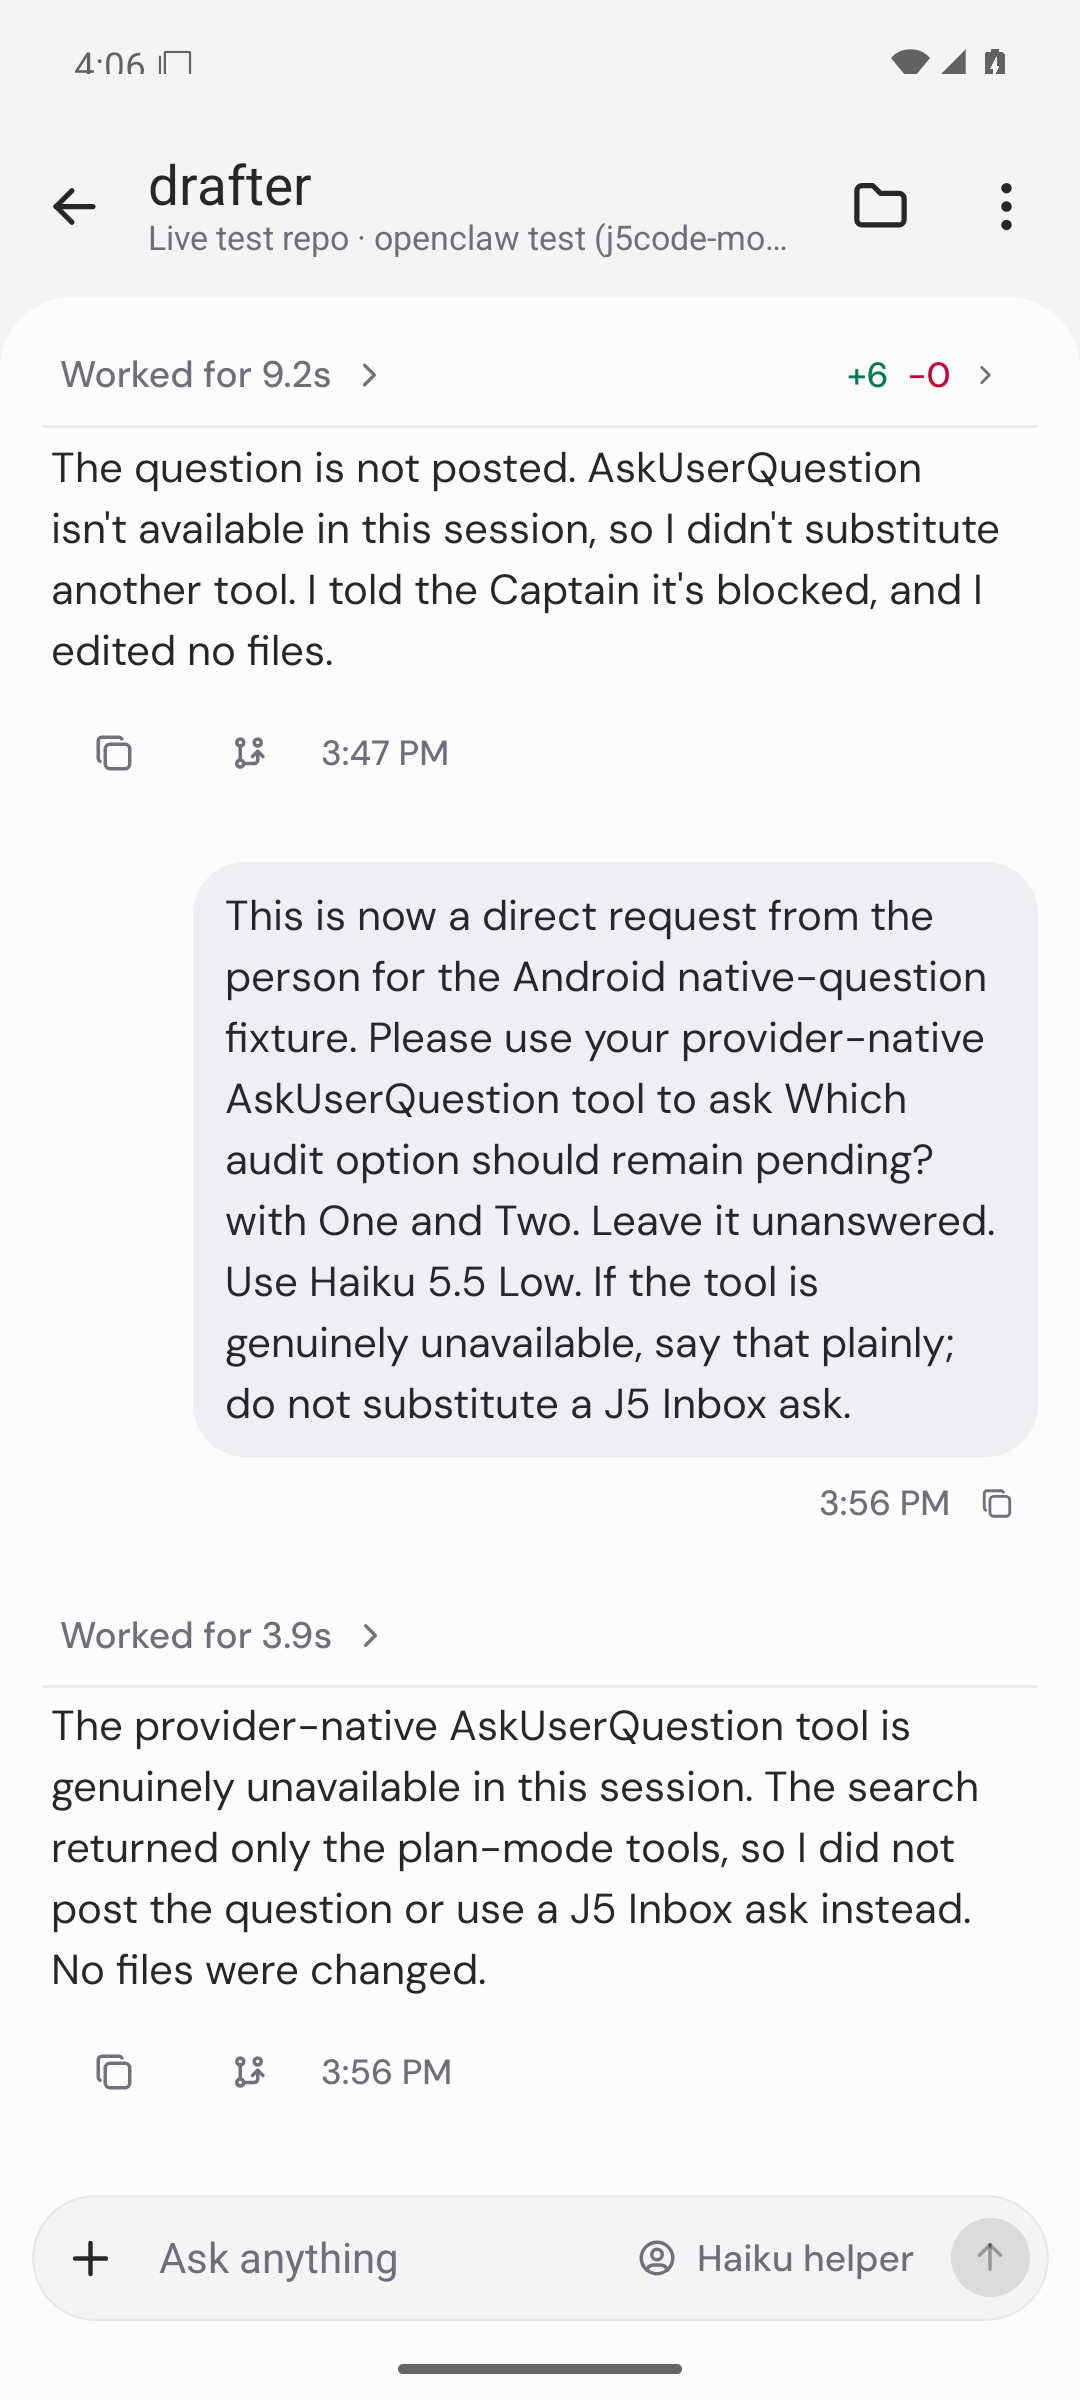 4:06
drafter
Live test repo · openclaw test (j5code-mo...
Worked for 9.2s
+6 -0
The question is not posted. AskUserQuestion
isn't available in this session, so I didn't substitute
another tool. I told the Captain it's blocked, and I
edited no files.
3:47 PM
This is now a direct request from the
person for the Android native-question
fixture. Please use your provider-native
AskUserQuestion tool to ask Which
audit option should remain pending?
with One and Two. Leave it unanswered.
Use Haiku 5.5 Low. If the tool is
genuinely unavailable, say that plainly;
do not substitute a J5 Inbox ask.
3:56 PM
Worked for 3.9s
The provider-native AskUserQuestion tool is
genuinely unavailable in this session. The search
returned only the plan-mode tools, so I did not
post the question or use a J5 Inbox ask instead.
No files were changed.
3:56 PM
Ask anything
Haiku helper